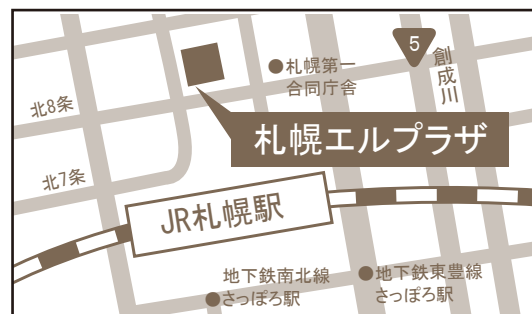 5
創成川
札幌第一
合同庁舎
北8条
札幌エルプラザ
北7条
JR札幌駅
地下鉄南北線
さっぽろ駅
地下鉄東豊線
さっぽろ駅